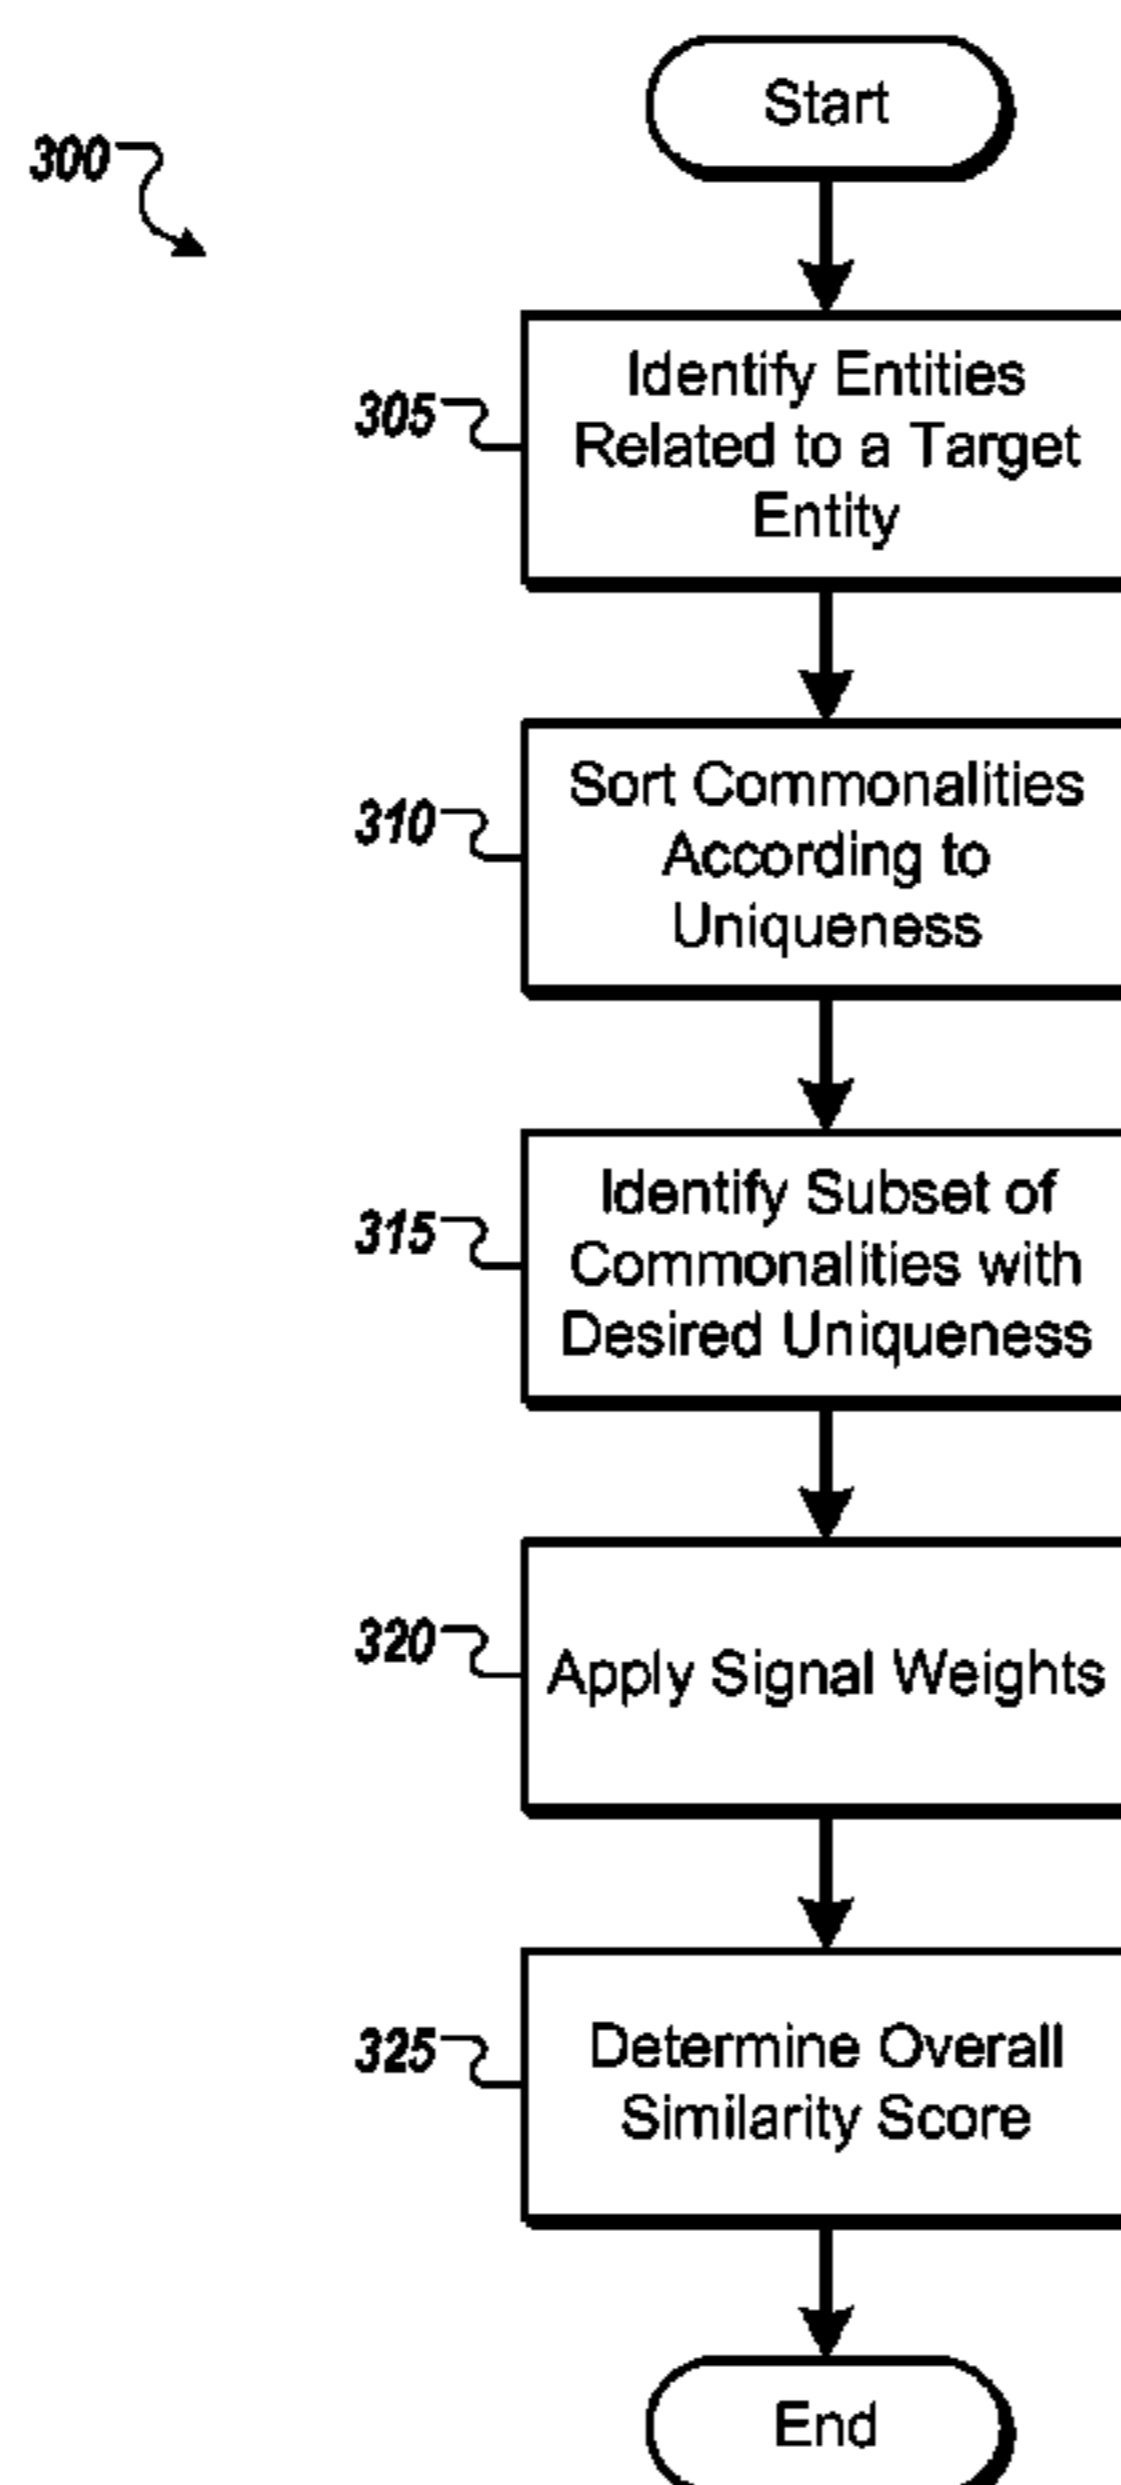 Start
300
Identify Entities
Related to a Target
Entity
305
Sort Commonalities
According to
Uniqueness
310
Identify Subset of
Commonalities with
Desired Uniqueness
315
Apply Signal Weights
320
Determine Overall
Similarity Score
325
End